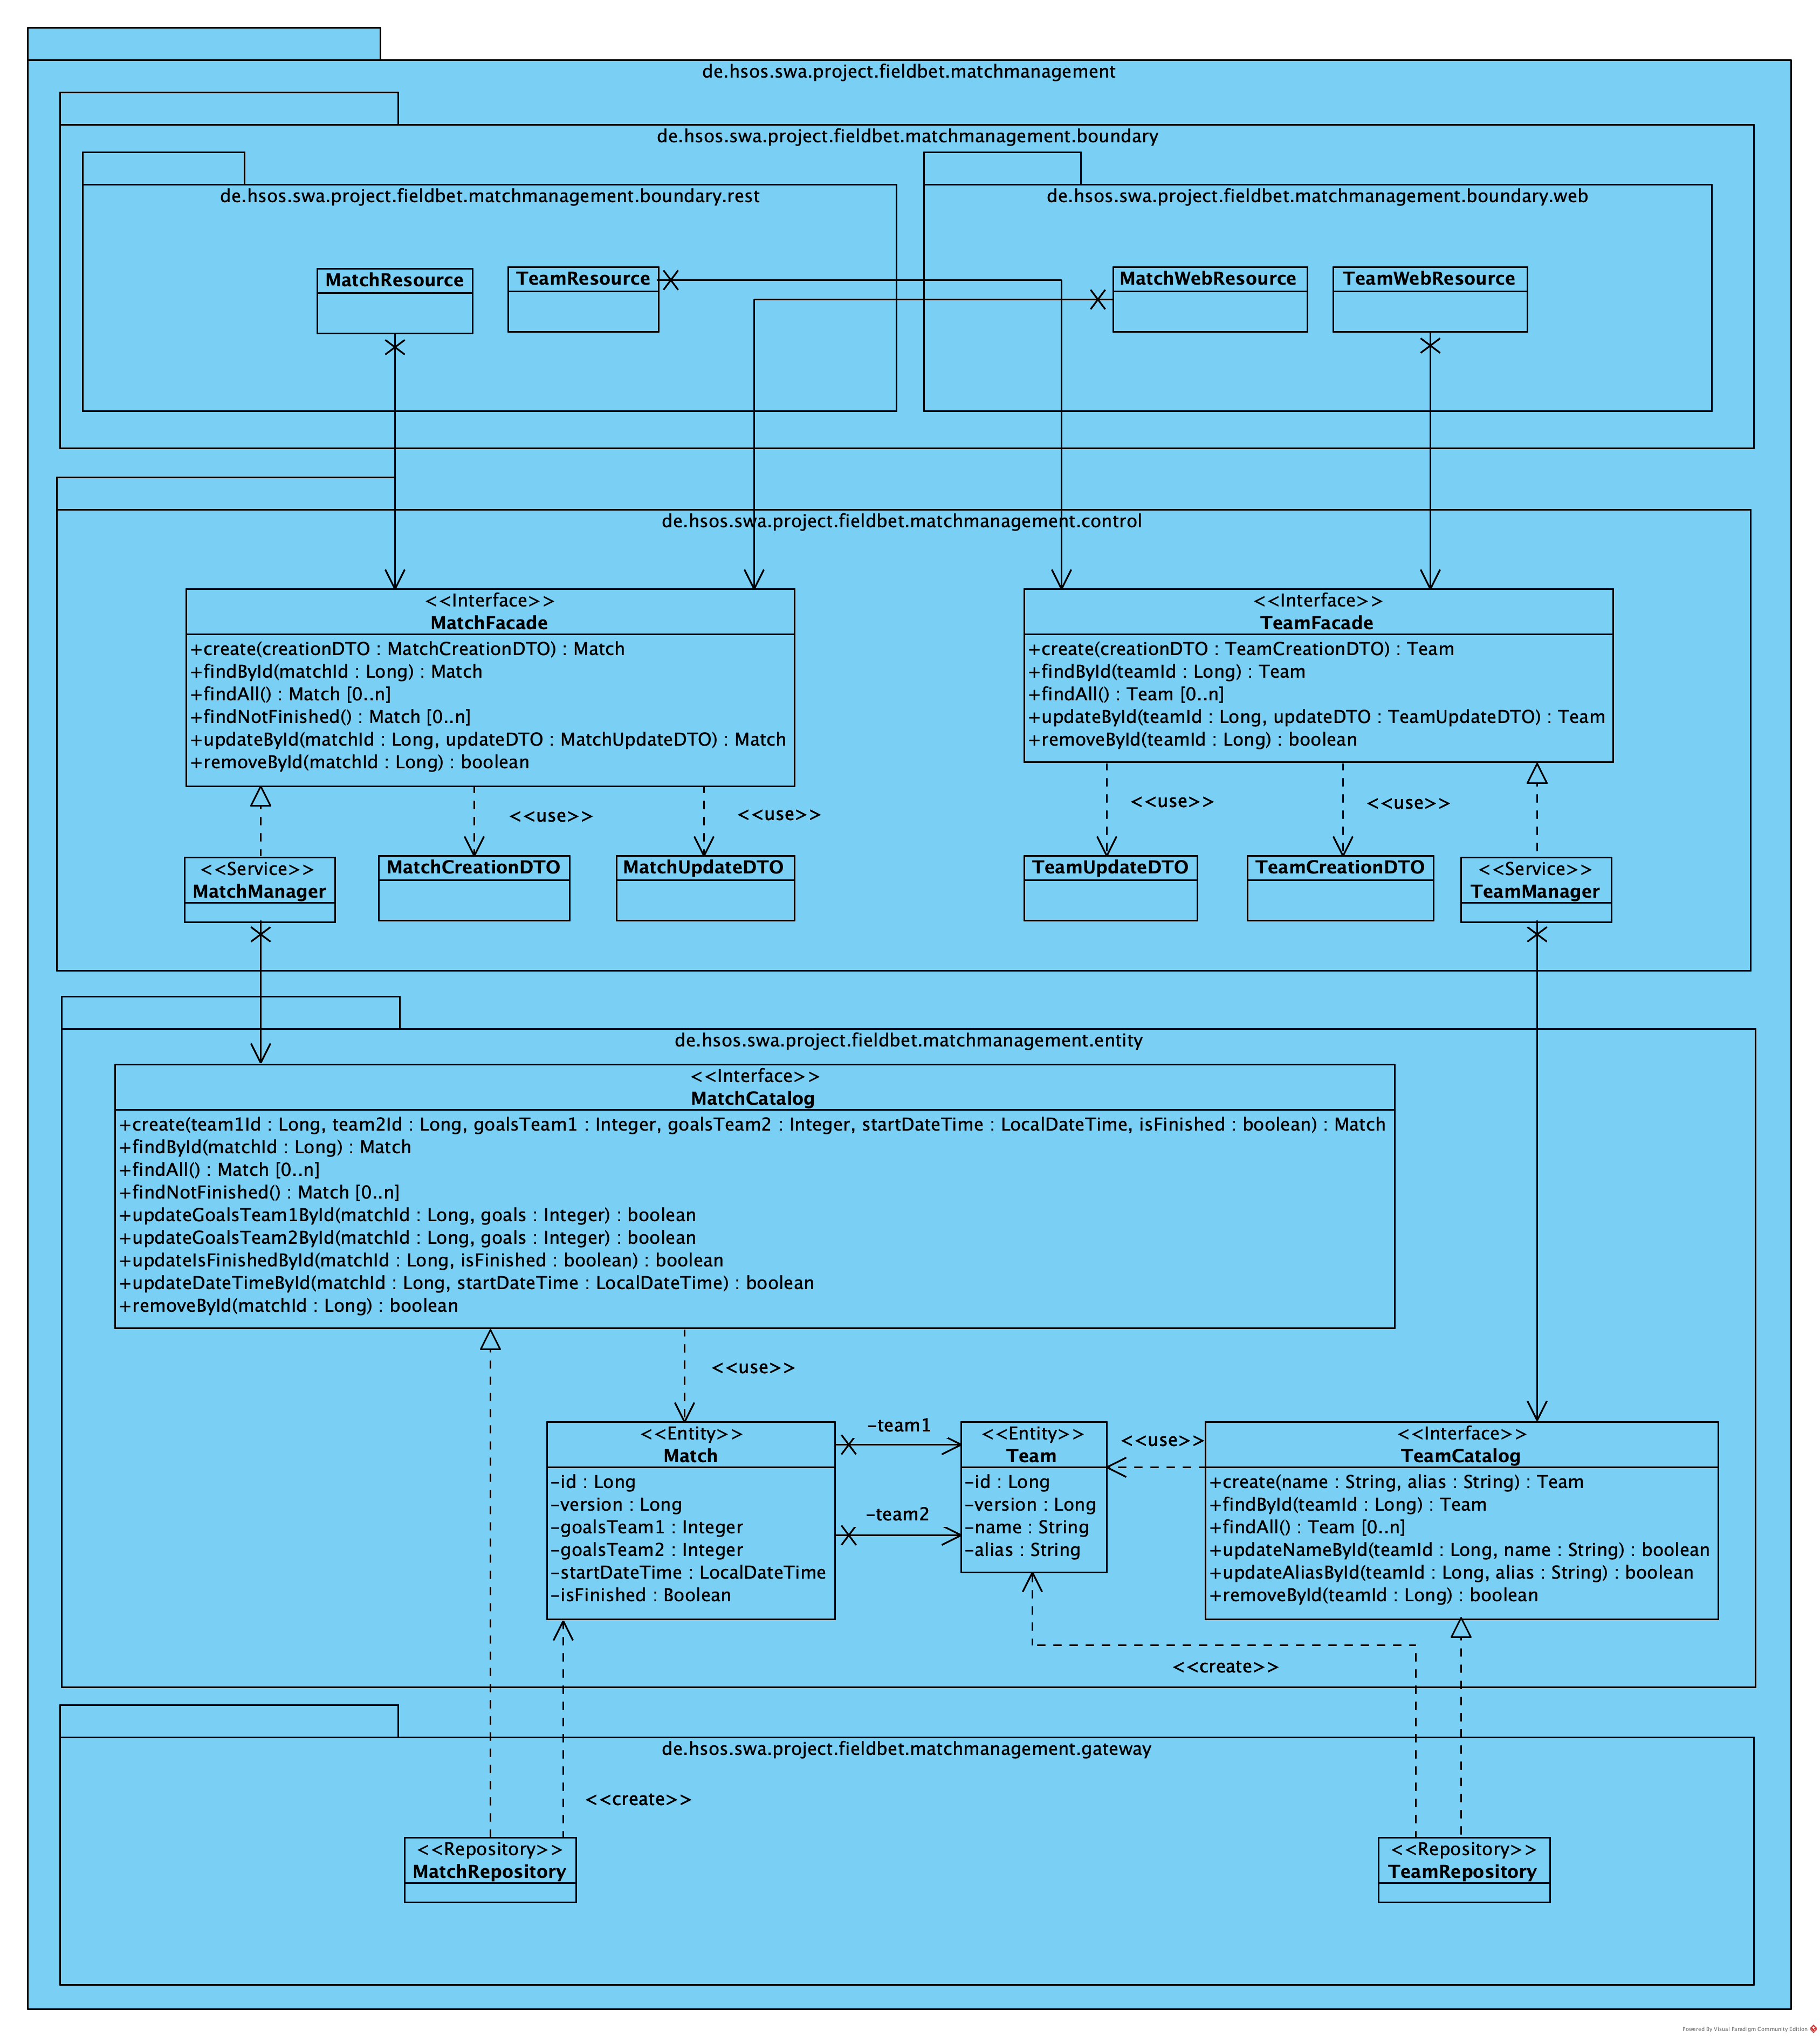 de.hsos.swa.project.fieldbet.matchmanagement
de.hsos.swa.project.fieldbet.matchmanagement.boundary
de.hsos.swa.project.fieldbet.matchmanagement.boundary.rest
de.hsos.swa.project.fieldbet.matchmanagement.boundary.web
MatchResource
TeamResource
MatchWebResource
TeamWebResource
de.hsos.swa.project.fieldbet.matchmanagement.control
<<Interface>>
MatchFacade
+create(creationDTO : MatchCreationDTO) : Match
+findById(matchId : Long) : Match
+findAll() : Match [0..n]
+findNotFinished() : Match [0..n]
+updateById(matchId : Long, updateDTO : MatchUpdateDTO) : Match
+removeById(matchId : Long) : boolean
<<Interface>>
TeamFacade
+create(creationDTO : TeamCreationDTO) : Team
+findById(teamId : Long) : Team
+findAll() : Team [0..n]
+updateById(teamId : Long, updateDTO : TeamUpdateDTO) : Team
+removeById(teamId : Long) : boolean
<<use>>
<<use>>
<<use>>
<<use>>
<<Service>>
MatchManager
MatchCreationDTO
MatchUpdateDTO
TeamUpdateDTO
TeamCreationDTO
<<Service>>
TeamManager
de.hsos.swa.project.fieldbet.matchmanagement.entity
<<Interface>>
MatchCatalog
+create(team1Id : Long, team2Id : Long, goalsTeam1 : Integer, goalsTeam2 : Integer, startDateTime : LocalDateTime, isFinished : boolean) : Match
+findById(matchId : Long) : Match
+findAll() : Match [0..n]
+findNotFinished() : Match [0..n]
+updateGoalsTeam1ById(matchId : Long, goals : Integer) : boolean
+updateGoalsTeam2ById(matchId : Long, goals : Integer) : boolean
+updateIsFinishedById(matchId : Long, isFinished : boolean) : boolean
+updateDateTimeById(matchId : Long, startDateTime : LocalDateTime) : boolean
+removeById(matchId : Long) : boolean
<<use>>
<<Entity>>
Match
-id : Long
-version : Long
-goalsTeam1 : Integer
-goalsTeam2 : Integer
-startDateTime : LocalDateTime
-isFinished : Boolean
-team1
-team2
<<Entity>>
Team
-id : Long
-version : Long
-name : String
-alias : String
<<use>>
<<Interface>>
TeamCatalog
+create(name : String, alias : String) : Team
+findById(teamId : Long) : Team
+findAll() : Team [0..n]
+updateNameById(teamId : Long, name : String) : boolean
+updateAliasById(teamId : Long, alias : String) : boolean
+removeById(teamId : Long) : boolean
<<create>>
de.hsos.swa.project.fieldbet.matchmanagement.gateway
<<create>>
<<Repository>>
MatchRepository
<<Repository>>
TeamRepository
Powered By Visual Paradigm Community Edition